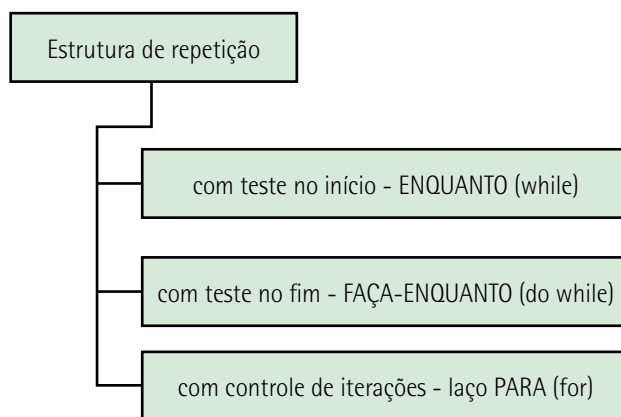 Estrutura de repetição
com teste no início - ENQUANTO (while)
com teste no fim - FAÇA-ENQUANTO (do while)
com controle de iterações - laço PARA (for)